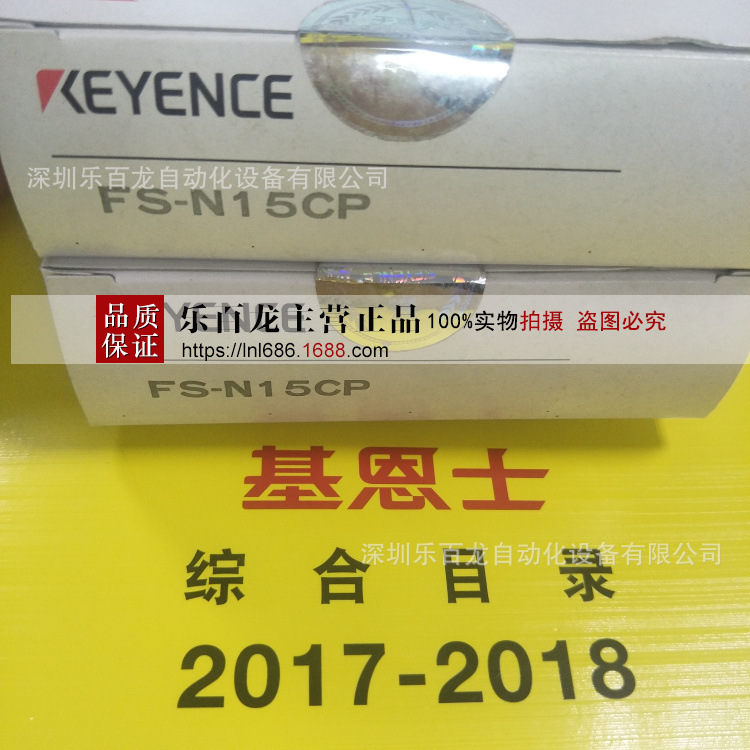 KEYENCE
深圳乐百龙自动化设备有限公司
FS-N15CP
品质保证
乐百龙主营正品 100%实物拍摄 盗图必究
https://lnl686.1688.com
FS-N15CP
基恩士
深圳乐百龙自动化设备有限公司
综合目录
2017-2018